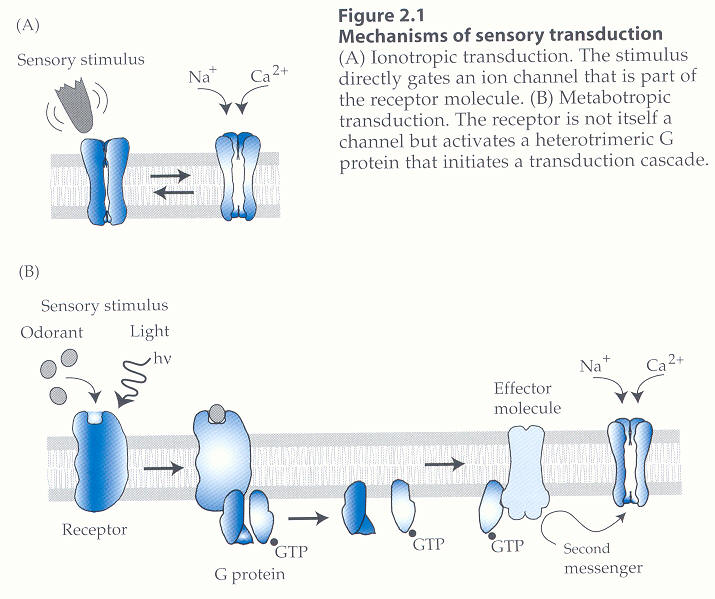 (A)
Sensory stimulus
Na⁺
Ca²⁺
Figure 2.1
Mechanisms of sensory transduction
(A) Ionotropic transduction. The stimulus
directly gates an ion channel that is part of
the receptor molecule. (B) Metabotropic
transduction. The receptor is not itself a
channel but activates a heterotrimeric G
protein that initiates a transduction cascade.
(B)
Sensory stimulus
Odorant
Light
hν
Receptor
G protein
GTP
GTP
GTP
Effector
molecule
Na⁺
Ca²⁺
Second
messenger